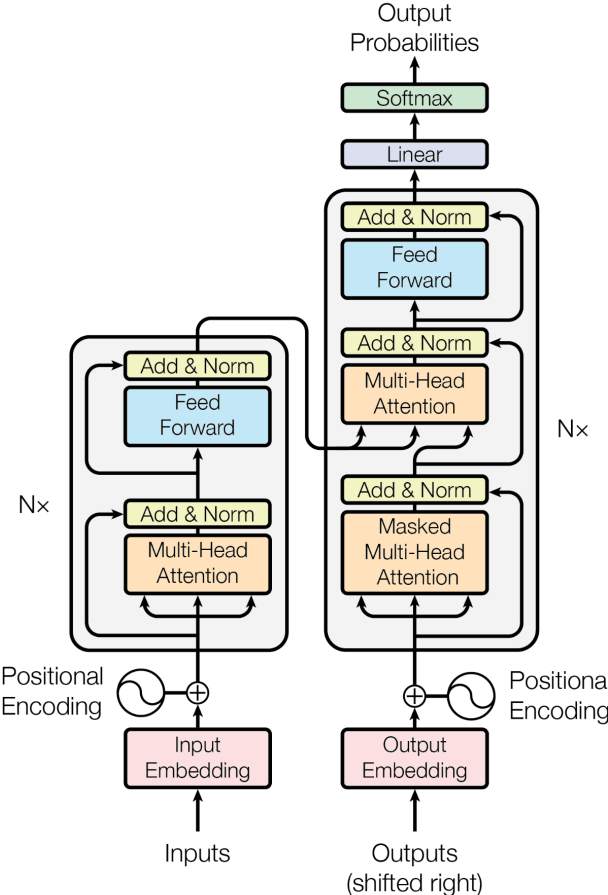 Output
Probabilities
Softmax
Linear
Add & Norm
Feed
Forward
Add & Norm
Multi-Head
Attention
Add & Norm
Masked
Multi-Head
Attention
Nx
Add & Norm
Feed
Forward
Add & Norm
Multi-Head
Attention
N×
Positional
Encoding
Positiona
Encoding
Input
Embedding
Output
Embedding
Inputs
Outputs
(shifted right)